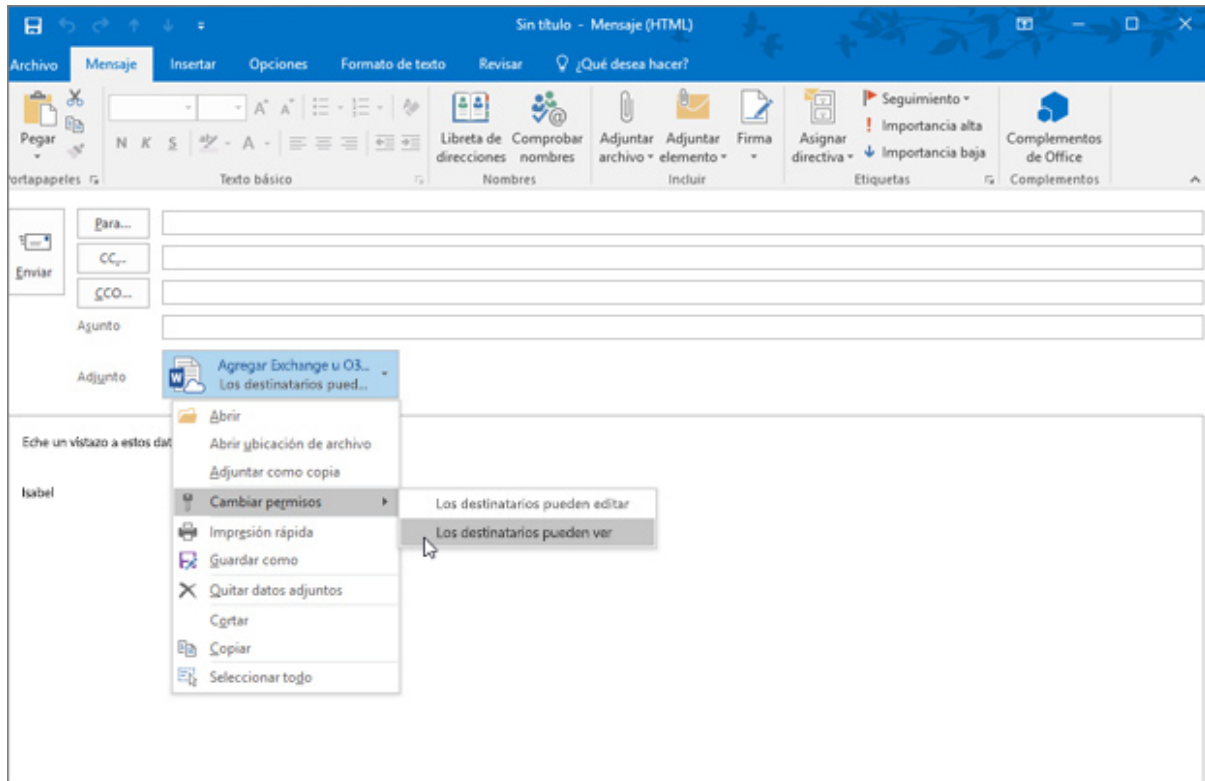 Sin título - Mensaje (HTML)
Archivo Mensaje Insertar Opciones Formato de texto Revisar ¿Qué desea hacer?
Pegar
N K S
Libreta de direcciones
Comprobar nombres
Adjuntar archivo
Adjuntar elemento
Firma
Asignar directiva
Seguimiento
Importancia alta
Importancia baja
Complementos de Office
ortapapeles Texto básico Nombres Incluir Etiquetas Complementos
Enviar
Para...
CC...
CCO...
Asunto
Adjunto
Agregar Exchange u O3...
Los destinatarios pued...
Eche un vistazo a estos dat
Isabel
Abrir
Abrir ubicación de archivo
Adjuntar como copia
Cambiar permisos
Los destinatarios pueden editar
Los destinatarios pueden ver
Impresión rápida
Guardar como
Quitar datos adjuntos
Cortar
Copiar
Seleccionar todo